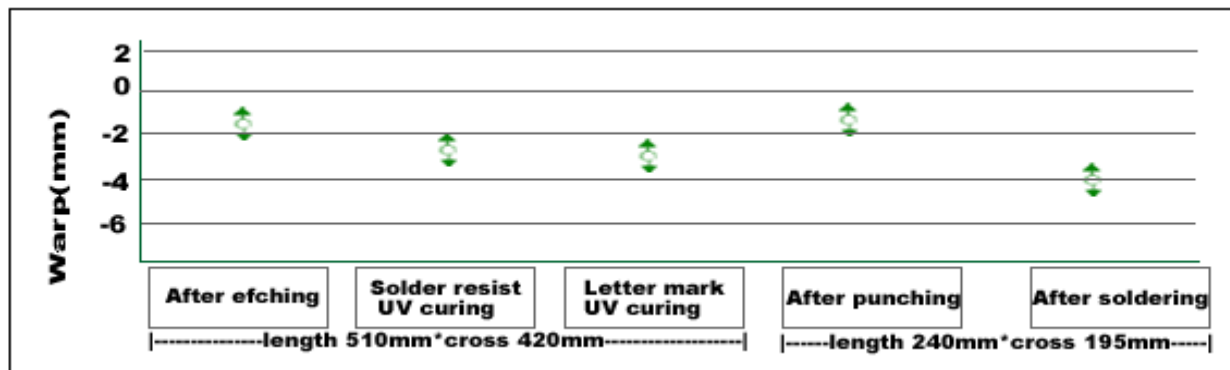 Warp(mm)
2
0
-2
-4
-6
After efching
Solder resist
UV curing
Letter mark
UV curing
After punching
After soldering
|---------------length 510mm*cross 420mm-------------------|
|------length 240mm*cross 195mm-----|